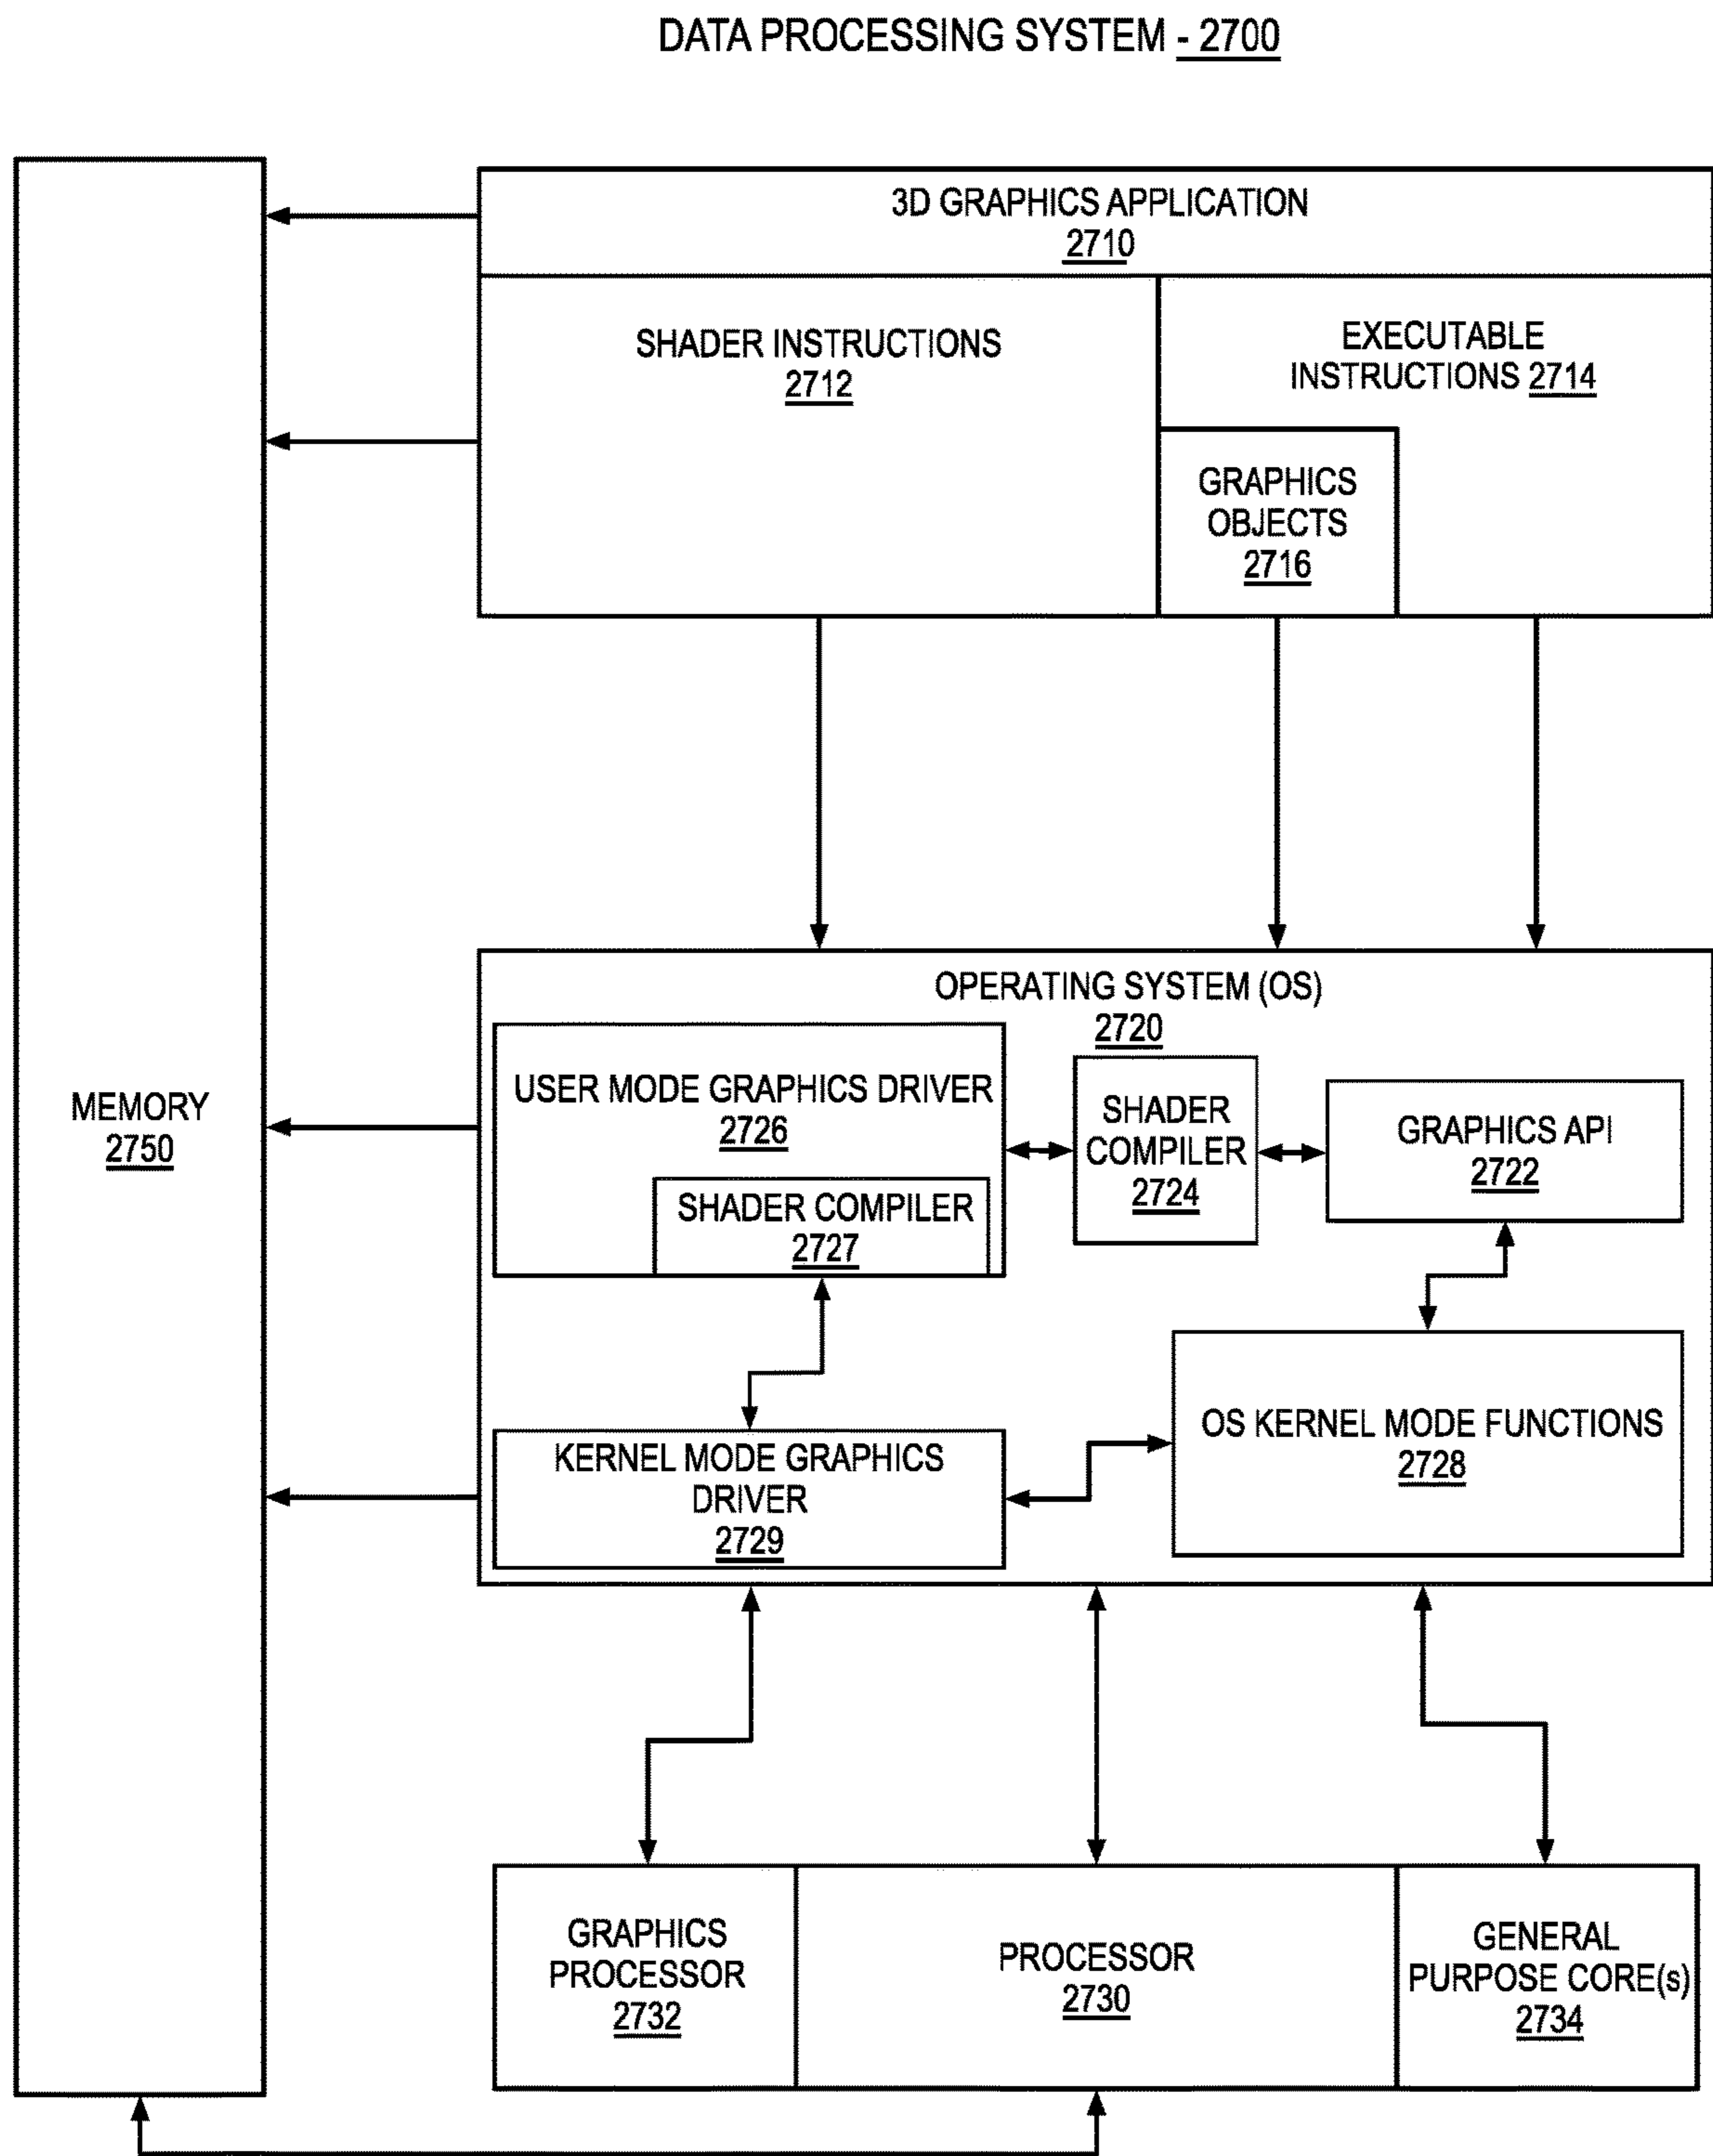 DATA PROCESSING SYSTEM - 2700
3D GRAPHICS APPLICATION
2710
SHADER INSTRUCTIONS
2712
EXECUTABLE
INSTRUCTIONS 2714
GRAPHICS
OBJECTS
2716
MEMORY
2750
OPERATING SYSTEM (OS)
2720
USER MODE GRAPHICS DRIVER
2726
SHADER COMPILER
2727
SHADER
COMPILER
2724
GRAPHICS API
2722
KERNEL MODE GRAPHICS
DRIVER
2729
OS KERNEL MODE FUNCTIONS
2728
GRAPHICS
PROCESSOR
2732
PROCESSOR
2730
GENERAL
PURPOSE CORE(s)
2734